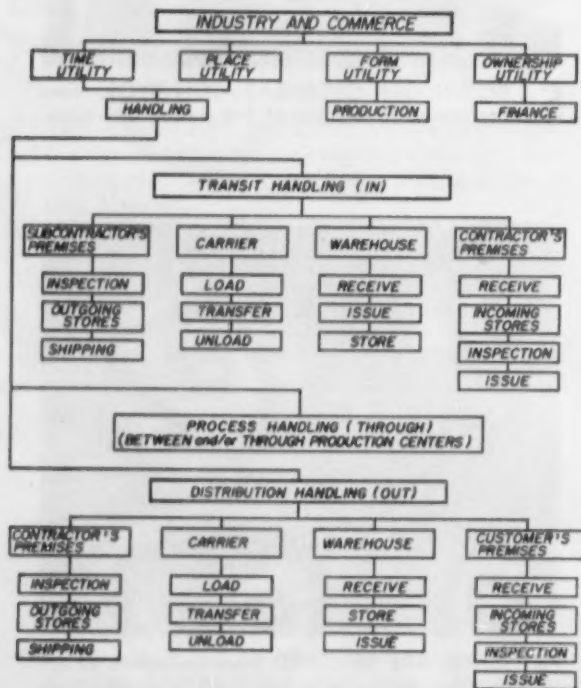 INDUSTRY AND COMMERCE
TIME
UTILITY
PLACE
UTILITY
FORM
UTILITY
OWNERSHIP
UTILITY
HANDLING
PRODUCTION
FINANCE
TRANSIT HANDLING (IN)
SUBCONTRACTOR'S
PREMISES
INSPECTION
OUTGOING
STORES
SHIPPING
CARRIER
LOAD
TRANSFER
UNLOAD
WAREHOUSE
RECEIVE
ISSUE
STORE
CONTRACTOR'S
PREMISES
RECEIVE
INCOMING
STORES
INSPECTION
ISSUE
PROCESS HANDLING (THROUGH)
(BETWEEN and/or THROUGH PRODUCTION CENTERS)
DISTRIBUTION HANDLING (OUT)
CONTRACTOR'S
PREMISES
INSPECTION
OUTGOING
STORES
SHIPPING
CARRIER
LOAD
TRANSFER
UNLOAD
WAREHOUSE
RECEIVE
STORE
ISSUE
CUSTOMER'S
PREMISES
RECEIVE
INCOMING
STORES
INSPECTION
ISSUE